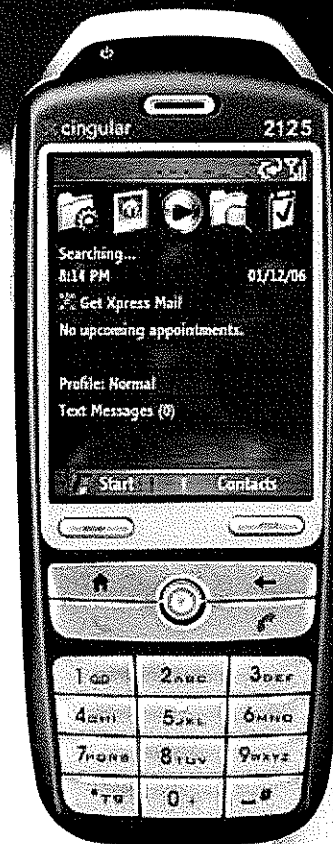 cingular 2125
Searching...
8:14 PM 01/12/06
Get Xpress Mail
No upcoming appointments.
Profile: Normal
Text Messages (0)
Start Contacts
1
2ABC 3DEF
4GHI 5JKL 6MNO
7PQRS 8TUV 9WXYZ
* 0 + #